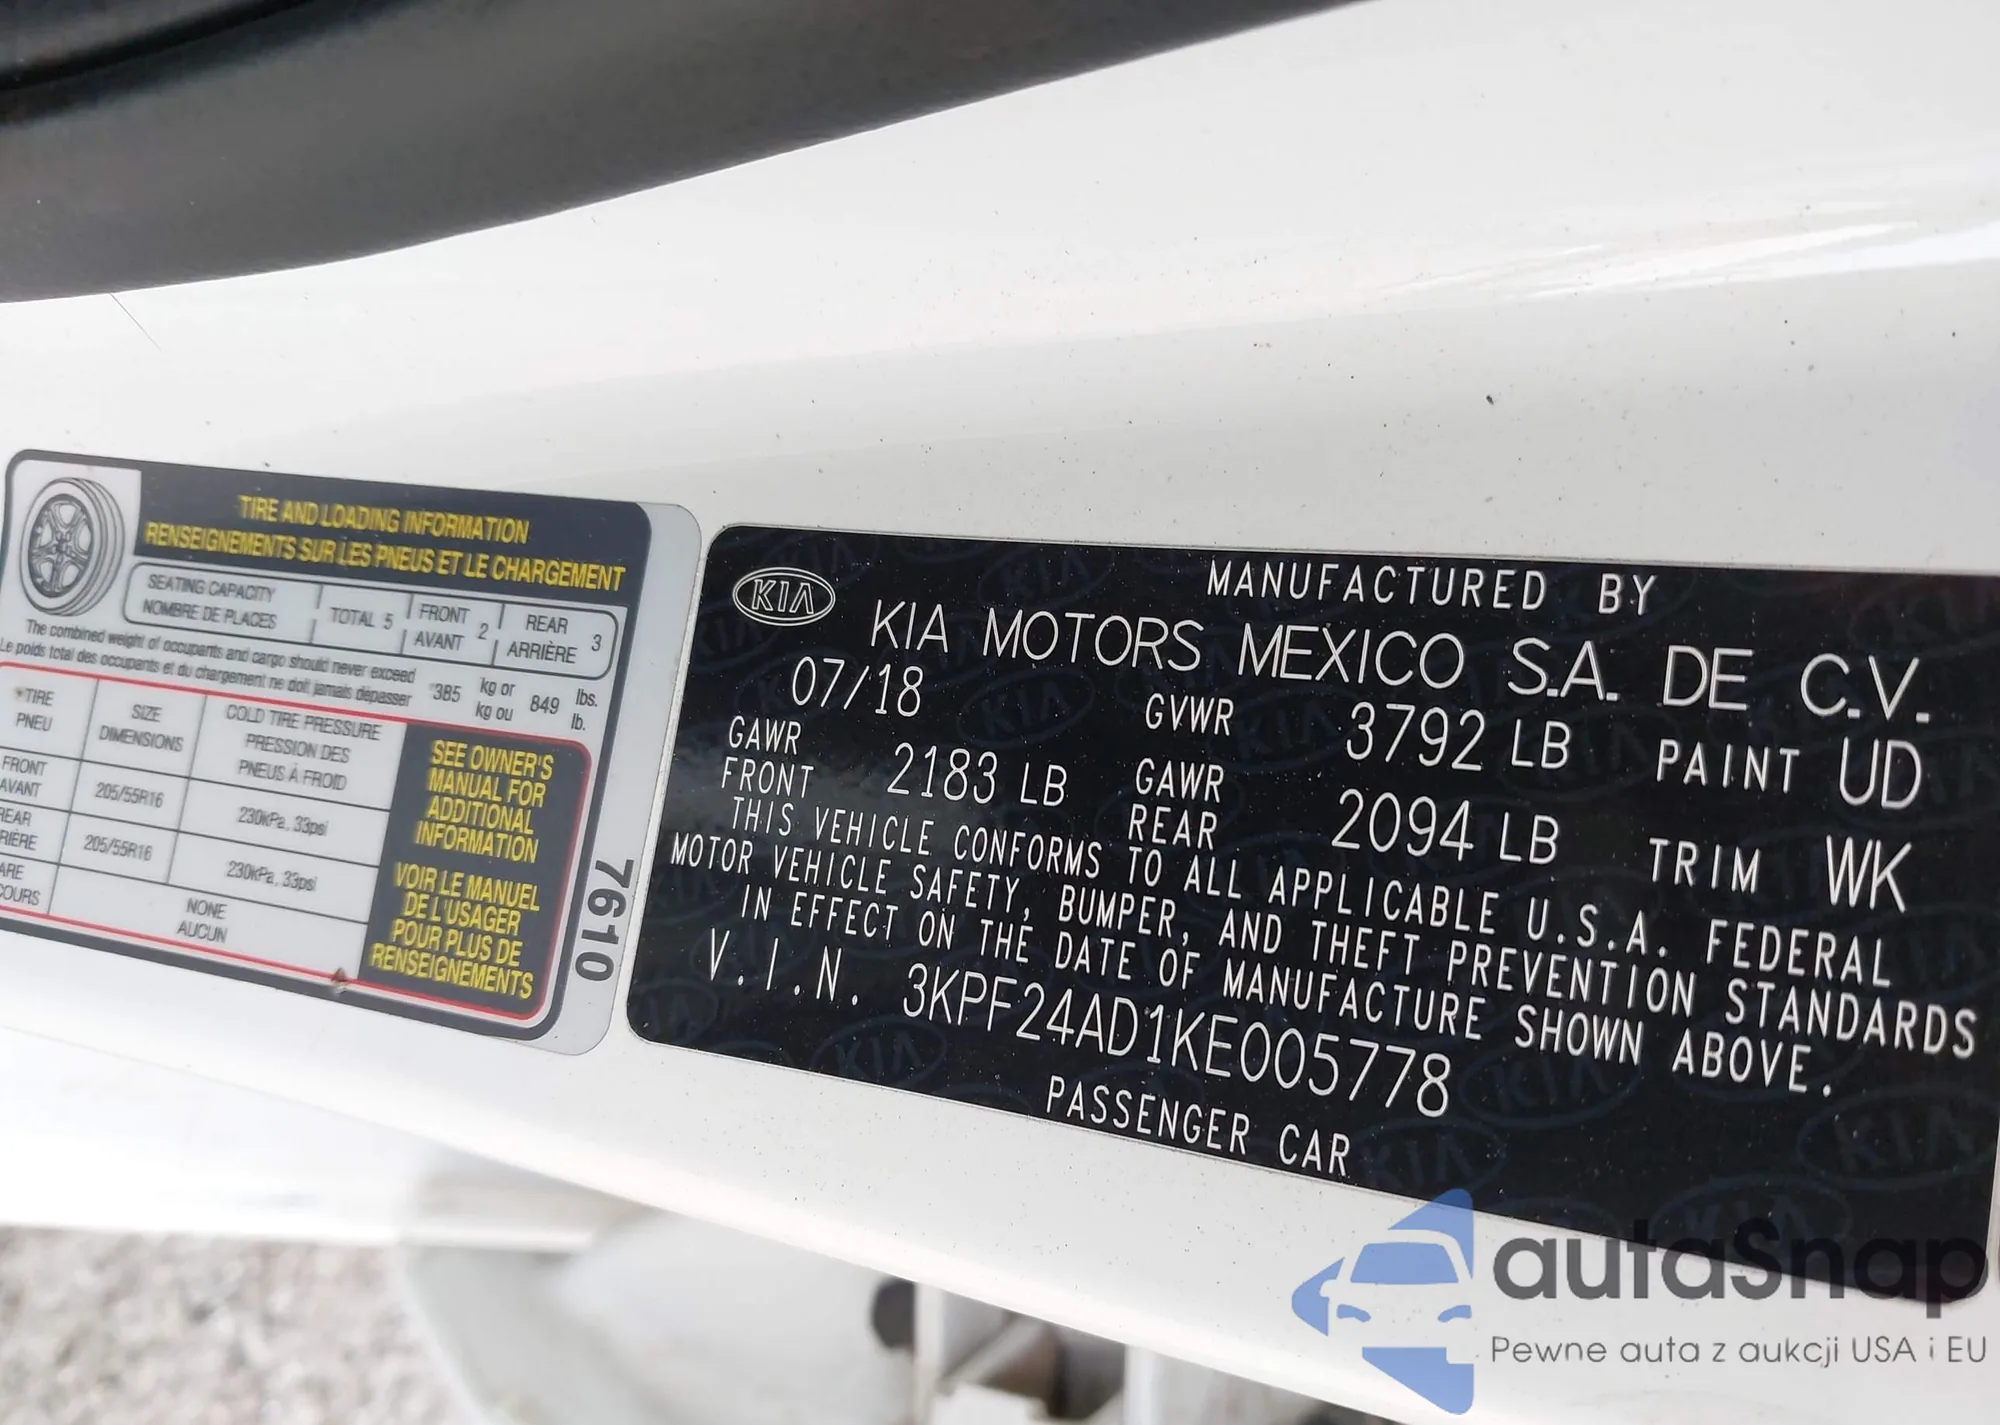 TIRE AND LOADING INFORMATION
RENSEIGNEMENTS SUR LES PNEUS ET LE CHARGEMENT
SEATING CAPACITY
NOMBRE DE PLACES
TOTAL 5
FRONT
AVANT
2
REAR
ARRIÈRE
3
The combined weight of occupants and cargo should never exceed
Le poids total des occupants et du chargement ne doit jamais dépasser
385
kg or
kg ou
849
lbs.
lb.
TIRE
PNEU
SIZE
DIMENSIONS
COLD TIRE PRESSURE
PRESSION DES
PNEUS À FROID
FRONT
AVANT
205/55R16
230kPa, 33psi
REAR
RIÈRE
205/55R16
230kPa, 33psi
ARE
COURS
NONE
AUCUN
SEE OWNER'S
MANUAL FOR
ADDITIONAL
INFORMATION
VOIR LE MANUEL
DE L'USAGER
POUR PLUS DE
RENSEIGNEMENTS
7610
KIA
MANUFACTURED BY
KIA MOTORS MEXICO S.A. DE C.V.
07/18 GVWR 3792 LB PAINT UD
GAWR
FRONT
2183 LB
GAWR
REAR
2094 LB TRIM WK
THIS VEHICLE CONFORMS TO ALL APPLICABLE U.S.A. FEDERAL
MOTOR VEHICLE SAFETY, BUMPER, AND THEFT PREVENTION STANDARDS
IN EFFECT ON THE DATE OF MANUFACTURE SHOWN ABOVE.
V.I.N. 3KPF24AD1KE005778
PASSENGER CAR
autaSnap
Pewne auta z aukcji USA i EU